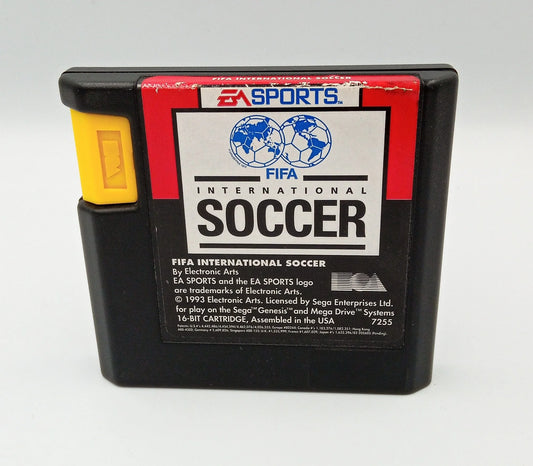 FIFA INTERNATIONAL SOCCER
EA SPORTS™
FIFA
INTERNATIONAL
SOCCER
FIFA INTERNATIONAL SOCCER
By Electronic Arts
EA SPORTS and the EA SPORTS logo
are trademarks of Electronic Arts.
© 1993 Electronic Arts. Licensed by Sega Enterprises Ltd.
for play on the Sega™ Genesis™ and Mega Drive™ Systems
16-BIT CARTRIDGE, Assembled in the USA 7255